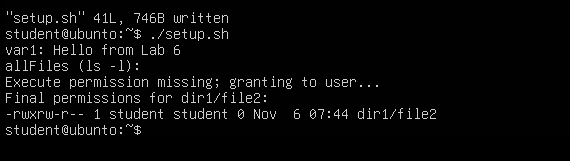 "setup.sh" 41L, 746B written
student@ubunto:~$ ./setup.sh
var1: Hello from Lab 6
allFiles (ls -l):
Execute permission missing; granting to user...
Final permissions for dir1/file2:
-rwxrw-r-- 1 student student 0 Nov  6 07:44 dir1/file2
student@ubunto:~$